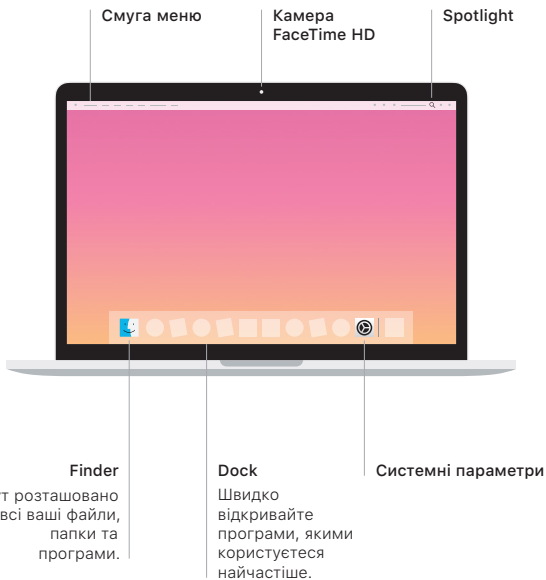 Смуга меню
Камера
FaceTime HD
Spotlight
Finder
розташовано
всі ваші файли,
папки та
програми.
Dock
Швидко
відкривайте
програми, якими
користуєтеся
найчастіше.
Системні параметри